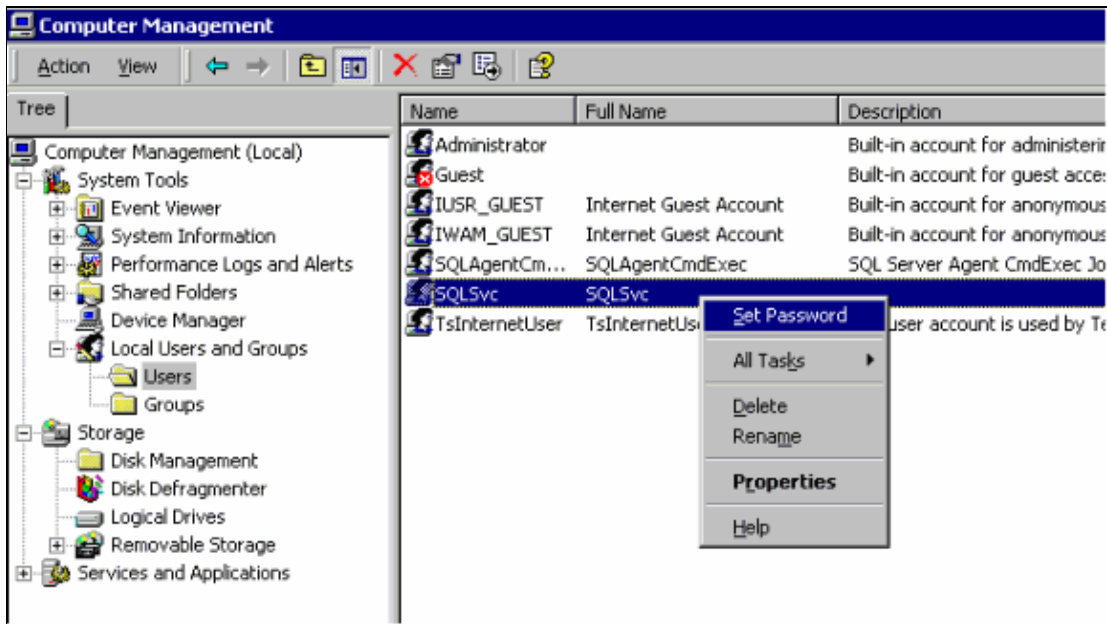 Computer Management
Action View
Tree
Name Full Name Description
Computer Management (Local)
System Tools
Event Viewer
System Information
Performance Logs and Alerts
Shared Folders
Device Manager
Local Users and Groups
Users
Groups
Storage
Disk Management
Disk Defragmenter
Logical Drives
Removable Storage
Services and Applications
Administrator Built-in account for administerin
Guest Built-in account for guest acce
IUSR_GUEST Internet Guest Account Built-in account for anonymous
IWAM_GUEST Internet Guest Account Built-in account for anonymous
SQLAgentCm... SQLAgentCmdExec SQL Server Agent CmdExec Jo
SQLSvc SQLSvc
TsInternetUser TsInternetUs user account is used by Te
Set Password
All Tasks
Delete
Rename
Properties
Help